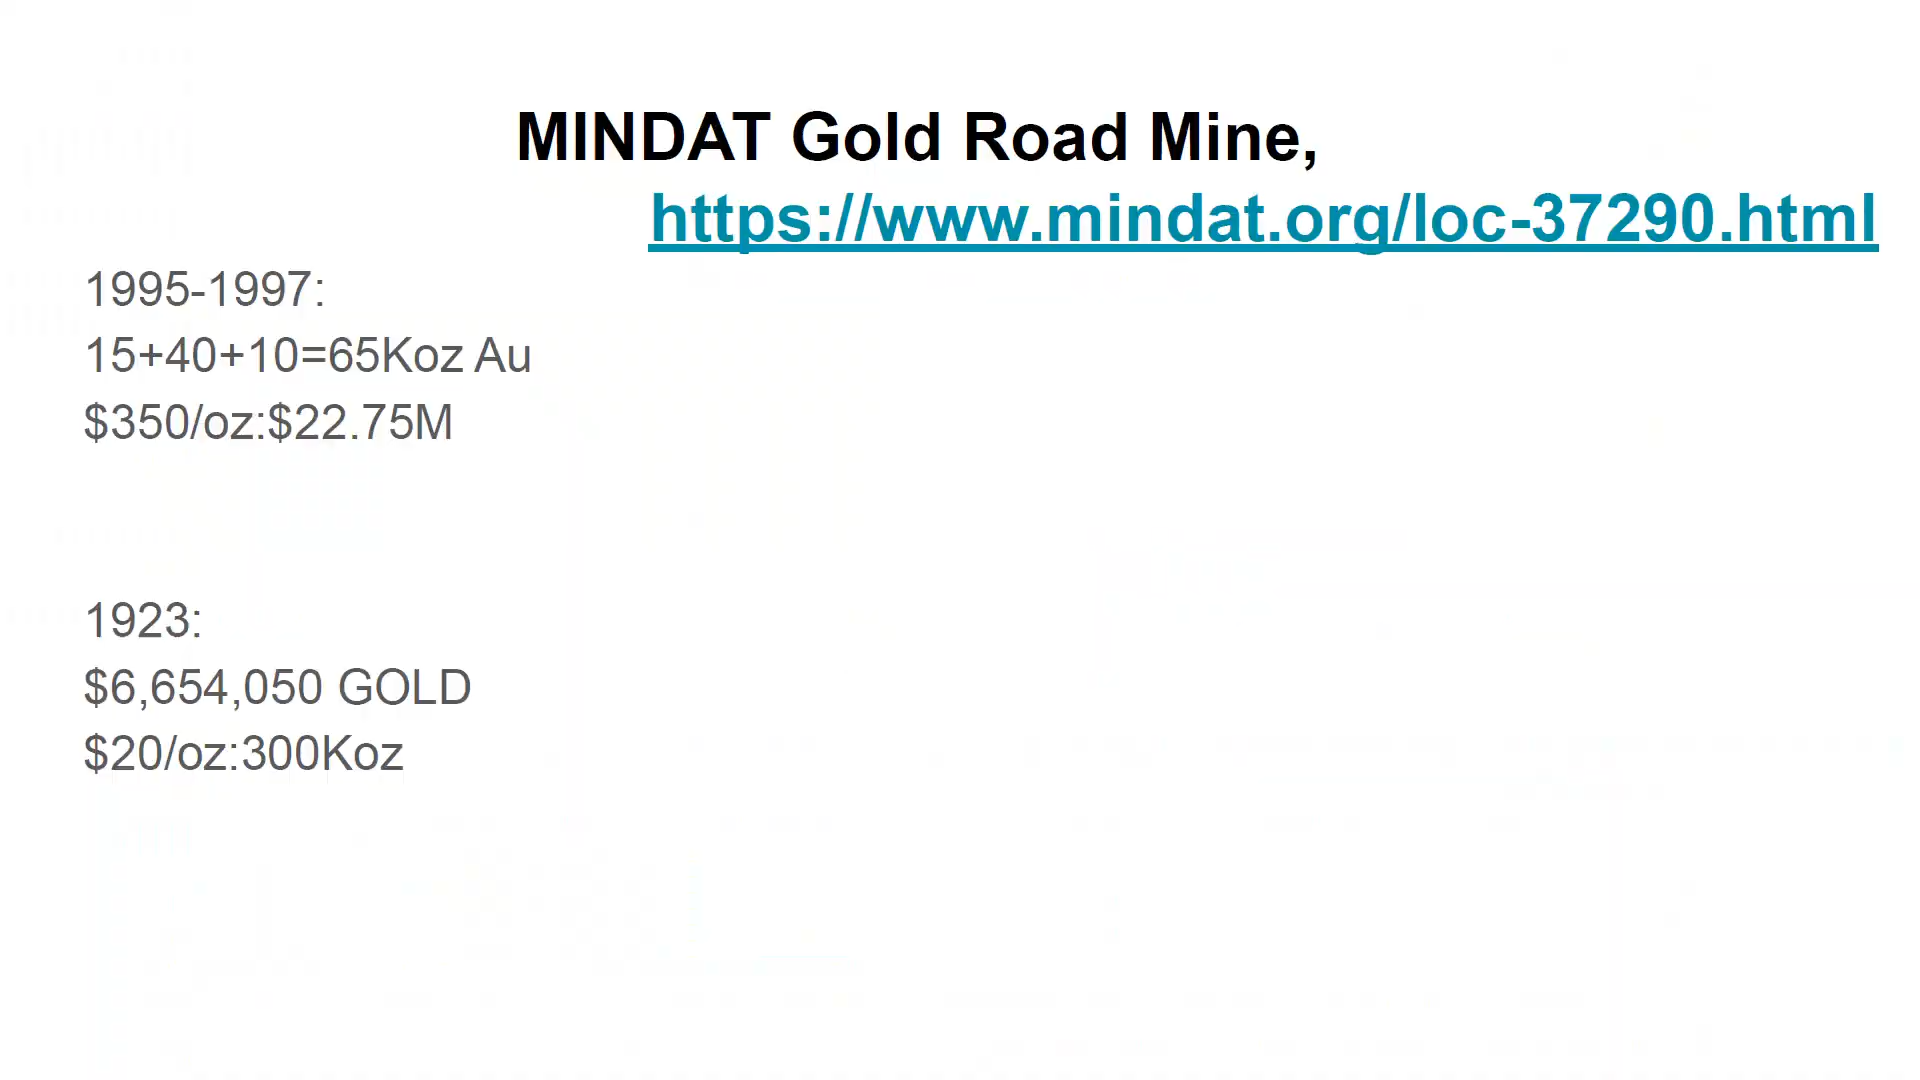 MINDAT Gold Road Mine,
https://www.mindat.org/loc-37290.html
1995-1997:
15+40+10=65Koz Au
$350/oz:$22.75M
1923:
$6,654,050 GOLD
$20/oz:300Koz